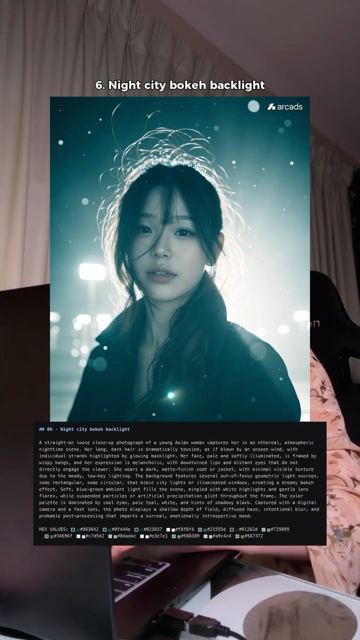 6. Night city bokeh backlight
arcads
## 06 - Night city bokeh backlight
A straight-on loose close-up photograph of a young Asian woman captures her in an ethereal, atmospheric
nighttime scene. Her long, dark hair is dramatically tousled, as if blown by an unseen wind, with
individual strands highlighted by glowing backlight. Her face, pale and softly illuminated, is framed by
wispy bangs, and her expression is melancholic, with downturned lips and distant eyes that do not
directly engage the viewer. She wears a dark, matte-finish coat or jacket, with minimal visible texture
due to the moody, low-key lighting. The background features several out-of-focus geometric light sources,
some rectangular, some circular, that mimic city lights or illuminated windows, creating a dreamy bokeh
effect. Soft, blue-green ambient light fills the scene, mingled with white highlights and gentle lens
flares, while suspended particles or artificial precipitation glint throughout the frame. The color
palette is dominated by cool cyan, pale teal, white, and hints of shadowy black. Captured with a digital
camera and a fast lens, the photo displays a shallow depth of field, diffused haze, intentional blur, and
probable post-processing that imparts a surreal, emotionally introspective mood.
HEX VALUES: